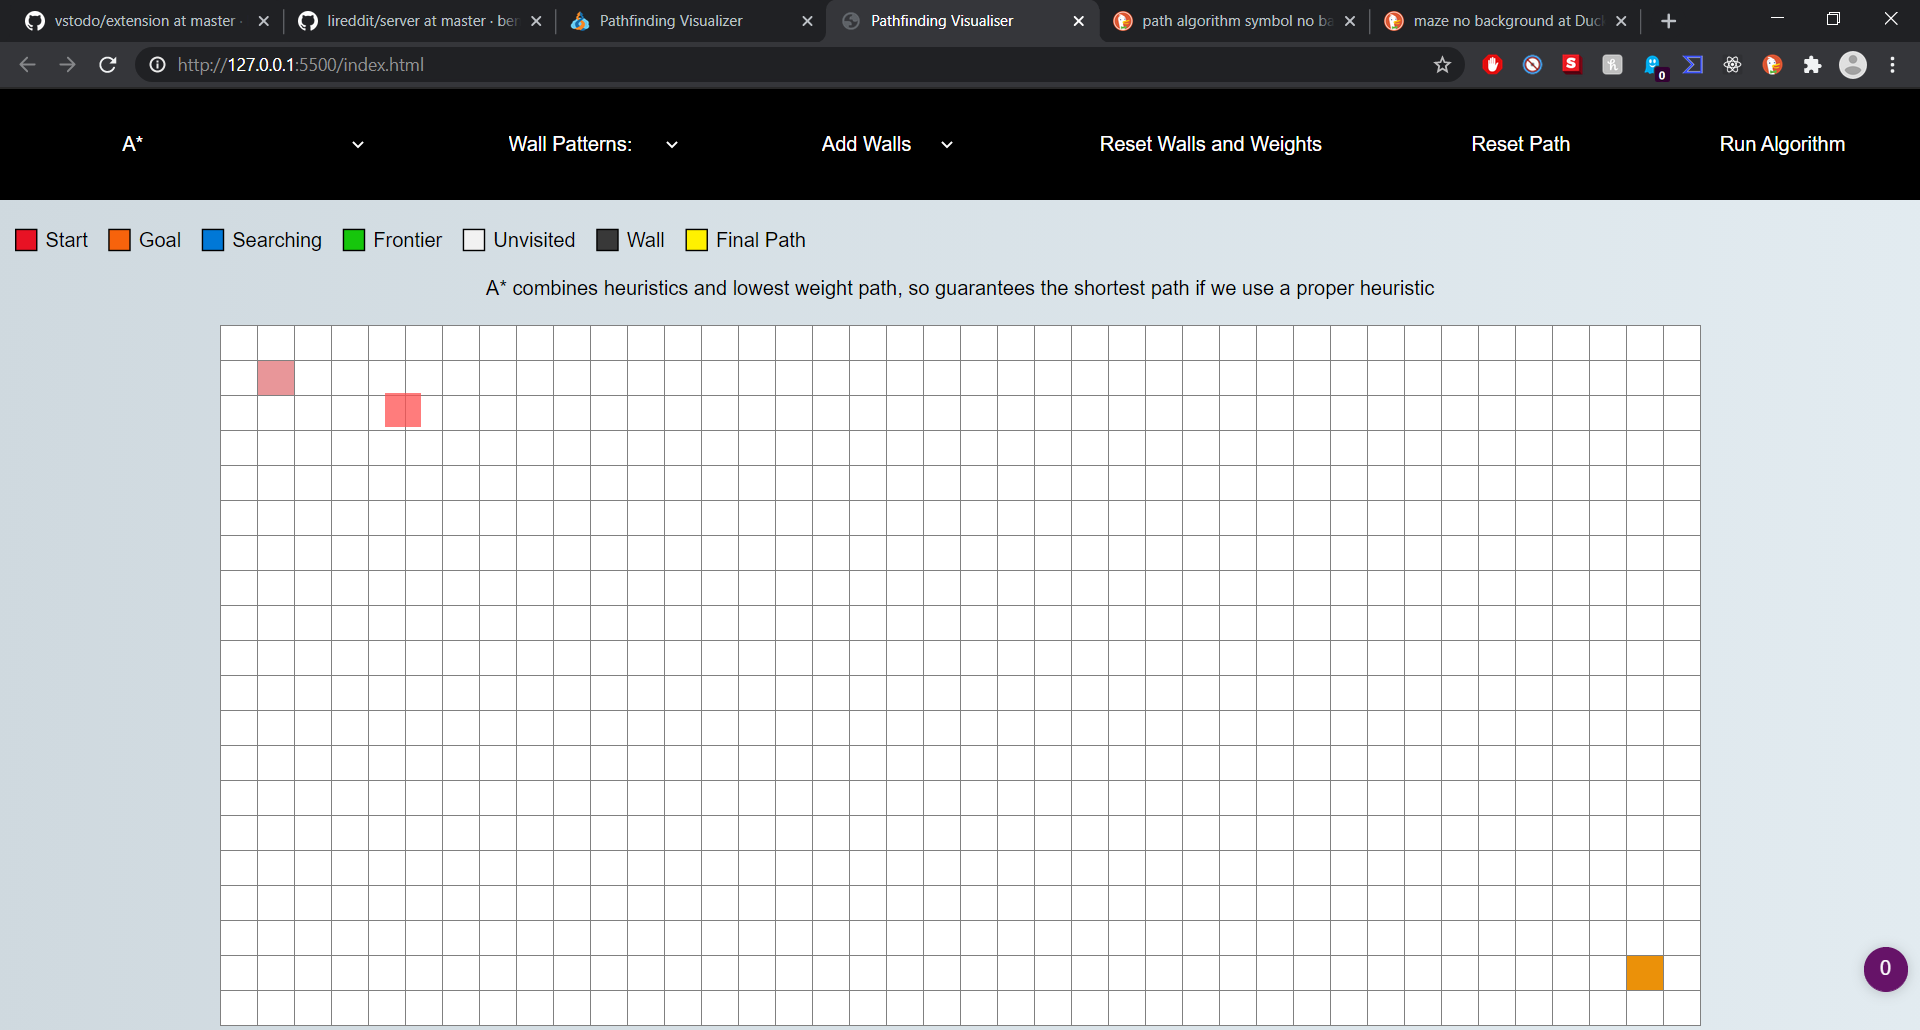 vstodo/extension at master
lireddit/server at master · ber
Pathfinding Visualizer
Pathfinding Visualiser
path algorithm symbol no ba
maze no background at Duc
http://127.0.0.1:5500/index.html
0
A*
Wall Patterns:
Add Walls
Reset Walls and Weights
Reset Path
Run Algorithm
Start
Goal
Searching
Frontier
Unvisited
Wall
Final Path
A* combines heuristics and lowest weight path, so guarantees the shortest path if we use a proper heuristic
0